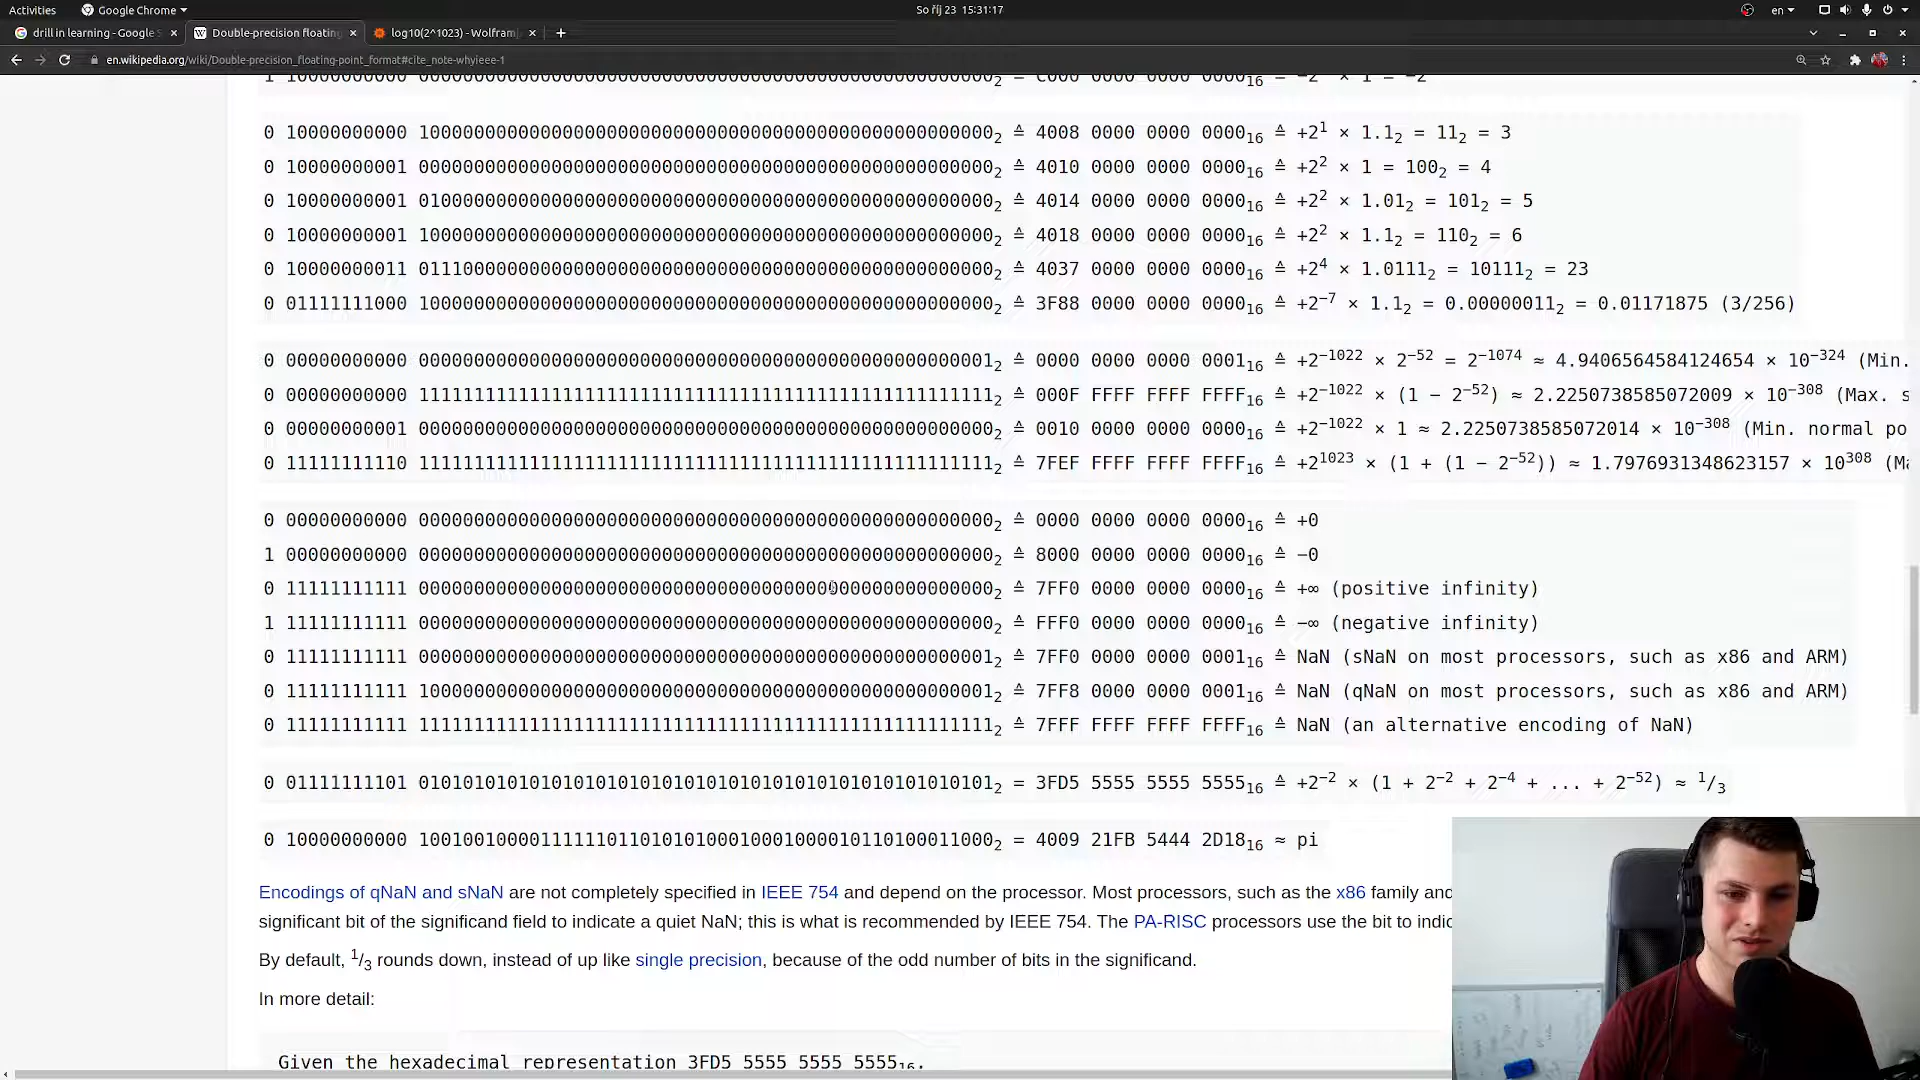 Activities Google Chrome So říj 23 15:31:17 en
drill in learning - Google S Double-precision floating log10(2^1023) - Wolfram
en.wikipedia.org/wiki/Double-precision_floating-point_format#cite_note-whyieee-1
1 10000000000 0000000000000000000000000000000000000000000000000000₂ ≙ C000 0000 0000 0000₁₆ ≙ −2¹ × 1 = −2
0 10000000000 1000000000000000000000000000000000000000000000000000₂ ≙ 4008 0000 0000 0000₁₆ ≙ +2¹ × 1.1₂ = 11₂ = 3
0 10000000001 0000000000000000000000000000000000000000000000000000₂ ≙ 4010 0000 0000 0000₁₆ ≙ +2² × 1 = 100₂ = 4
0 10000000001 0100000000000000000000000000000000000000000000000000₂ ≙ 4014 0000 0000 0000₁₆ ≙ +2² × 1.01₂ = 101₂ = 5
0 10000000001 1000000000000000000000000000000000000000000000000000₂ ≙ 4018 0000 0000 0000₁₆ ≙ +2² × 1.1₂ = 110₂ = 6
0 10000000011 0111000000000000000000000000000000000000000000000000₂ ≙ 4037 0000 0000 0000₁₆ ≙ +2⁴ × 1.0111₂ = 10111₂ = 23
0 01111111000 1000000000000000000000000000000000000000000000000000₂ ≙ 3F88 0000 0000 0000₁₆ ≙ +2⁻⁷ × 1.1₂ = 0.00000011₂ = 0.01171875 (3/256)
0 00000000000 0000000000000000000000000000000000000000000000000001₂ ≙ 0000 0000 0000 0001₁₆ ≙ +2⁻¹⁰²² × 2⁻⁵² = 2⁻¹⁰⁷⁴ ≈ 4.9406564584124654 × 10⁻³²⁴ (Min.
0 00000000000 1111111111111111111111111111111111111111111111111111₂ ≙ 000F FFFF FFFF FFFF₁₆ ≙ +2⁻¹⁰²² × (1 − 2⁻⁵²) ≈ 2.2250738585072009 × 10⁻³⁰⁸ (Max. s
0 00000000001 0000000000000000000000000000000000000000000000000000₂ ≙ 0010 0000 0000 0000₁₆ ≙ +2⁻¹⁰²² × 1 ≈ 2.2250738585072014 × 10⁻³⁰⁸ (Min. normal po
0 11111111110 1111111111111111111111111111111111111111111111111111₂ ≙ 7FEF FFFF FFFF FFFF₁₆ ≙ +2¹⁰²³ × (1 + (1 − 2⁻⁵²)) ≈ 1.7976931348623157 × 10³⁰⁸ (Ma
0 00000000000 0000000000000000000000000000000000000000000000000000₂ ≙ 0000 0000 0000 0000₁₆ ≙ +0
1 00000000000 0000000000000000000000000000000000000000000000000000₂ ≙ 8000 0000 0000 0000₁₆ ≙ −0
0 11111111111 0000000000000000000000000000000000000000000000000000₂ ≙ 7FF0 0000 0000 0000₁₆ ≙ +∞ (positive infinity)
1 11111111111 0000000000000000000000000000000000000000000000000000₂ ≙ FFF0 0000 0000 0000₁₆ ≙ −∞ (negative infinity)
0 11111111111 0000000000000000000000000000000000000000000000000001₂ ≙ 7FF0 0000 0000 0001₁₆ ≙ NaN (sNaN on most processors, such as x86 and ARM)
0 11111111111 1000000000000000000000000000000000000000000000000001₂ ≙ 7FF8 0000 0000 0001₁₆ ≙ NaN (qNaN on most processors, such as x86 and ARM)
0 11111111111 1111111111111111111111111111111111111111111111111111₂ ≙ 7FFF FFFF FFFF FFFF₁₆ ≙ NaN (an alternative encoding of NaN)
0 01111111101 0101010101010101010101010101010101010101010101010101₂ = 3FD5 5555 5555 5555₁₆ ≙ +2⁻² × (1 + 2⁻² + 2⁻⁴ + ... + 2⁻⁵²) ≈ ¹/₃
0 10000000000 1001001000011111101101010100010001000010110100011000₂ = 4009 21FB 5444 2D18₁₆ ≈ pi
Encodings of qNaN and sNaN are not completely specified in IEEE 754 and depend on the processor. Most processors, such as the x86 family and
significant bit of the significand field to indicate a quiet NaN; this is what is recommended by IEEE 754. The PA-RISC processors use the bit to indic
By default, ¹/₃ rounds down, instead of up like single precision, because of the odd number of bits in the significand.
In more detail:
Given the hexadecimal representation 3FD5 5555 5555 5555₁₆,